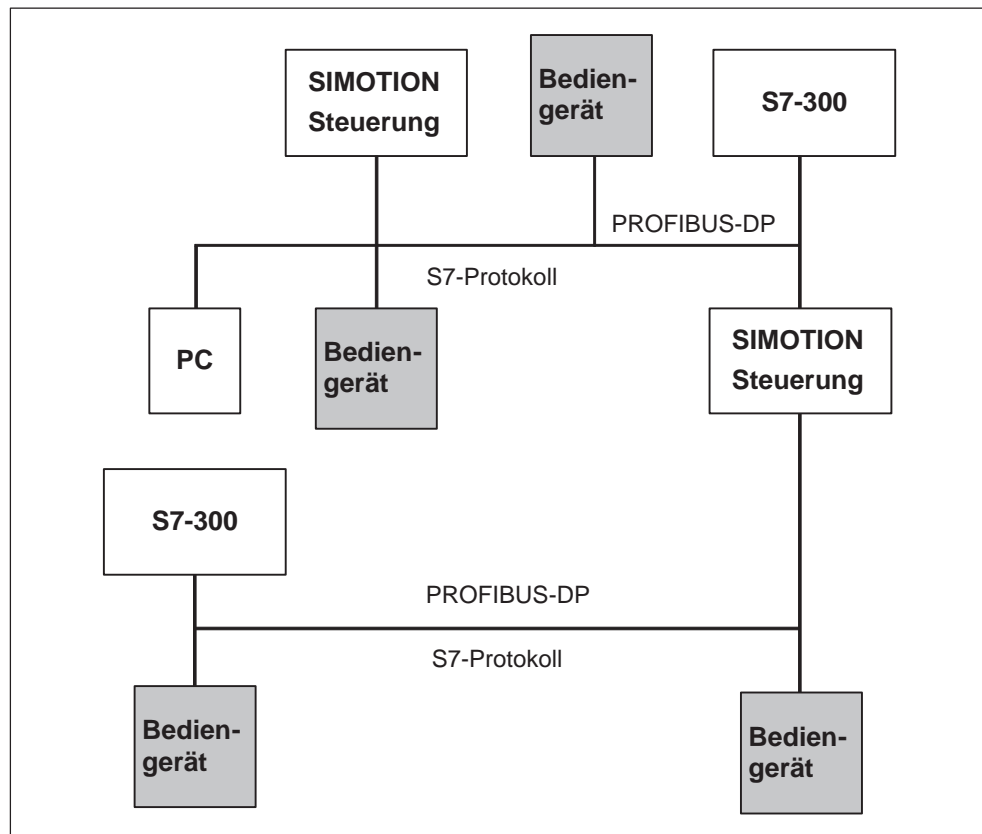 SIMOTION
Steuerung
Bedien-
gerät
S7-300
PROFIBUS-DP
S7-Protokoll
PC
Bedien-
gerät
SIMOTION
Steuerung
S7-300
PROFIBUS-DP
S7-Protokoll
Bedien-
gerät
Bedien-
gerät